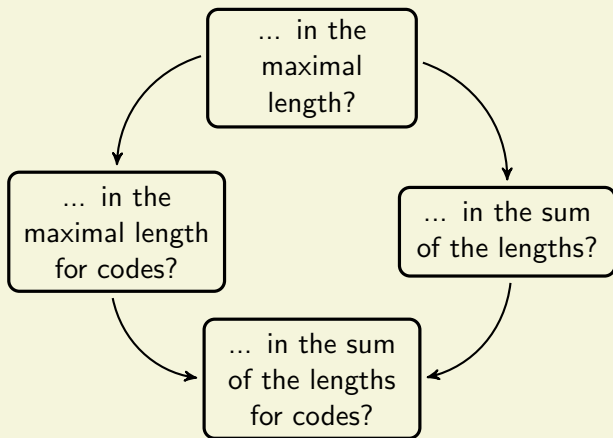 ... in the
maximal
length?
... in the
maximal length
for codes?
... in the sum
of the lengths?
... in the sum
of the lengths
for codes?